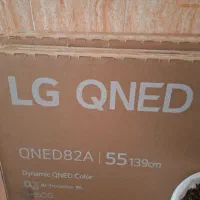 LG QNED
QNED82A | 55 139cm
Dynamic QNED Color